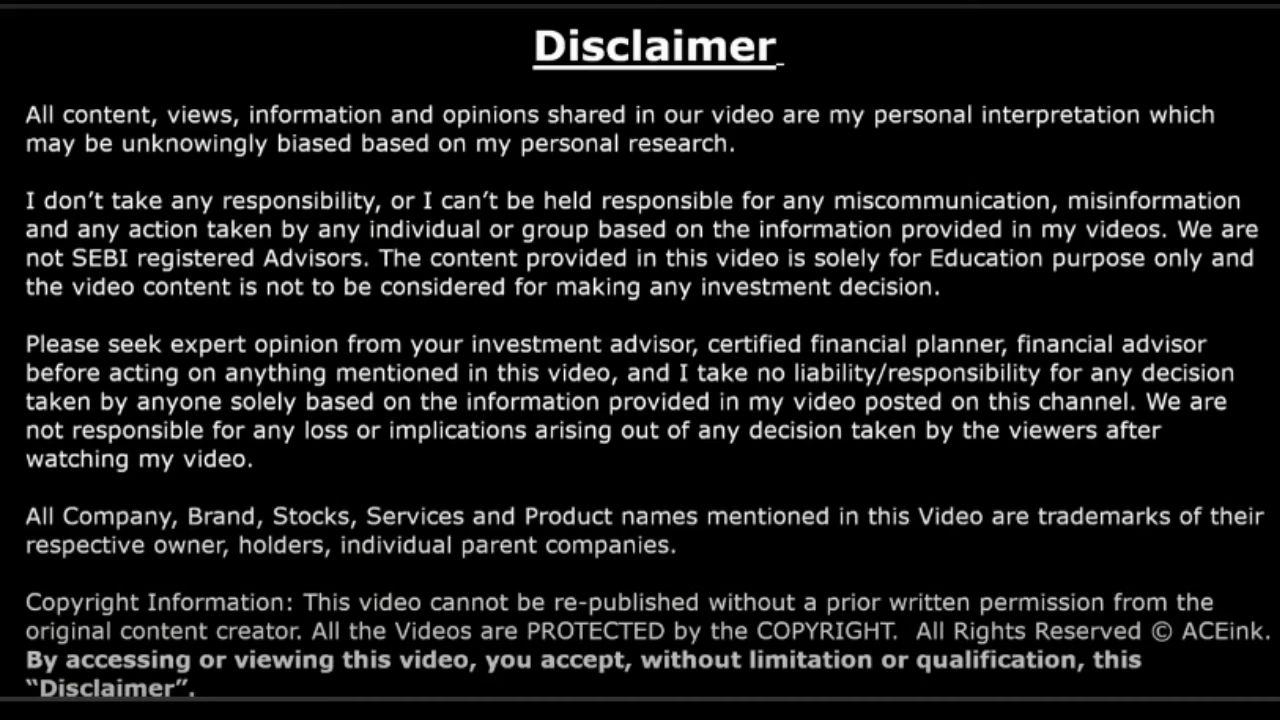 Disclaimer
All content, views, information and opinions shared in our video are my personal interpretation which
may be unknowingly biased based on my personal research.
I don’t take any responsibility, or I can’t be held responsible for any miscommunication, misinformation
and any action taken by any individual or group based on the information provided in my videos. We are
not SEBI registered Advisors. The content provided in this video is solely for Education purpose only and
the video content is not to be considered for making any investment decision.
Please seek expert opinion from your investment advisor, certified financial planner, financial advisor
before acting on anything mentioned in this video, and I take no liability/responsibility for any decision
taken by anyone solely based on the information provided in my video posted on this channel. We are
not responsible for any loss or implications arising out of any decision taken by the viewers after
watching my video.
All Company, Brand, Stocks, Services and Product names mentioned in this Video are trademarks of their
respective owner, holders, individual parent companies.
Copyright Information: This video cannot be re-published without a prior written permission from the
original content creator. All the Videos are PROTECTED by the COPYRIGHT.  All Rights Reserved © ACEink.
By accessing or viewing this video, you accept, without limitation or qualification, this
“Disclaimer”.